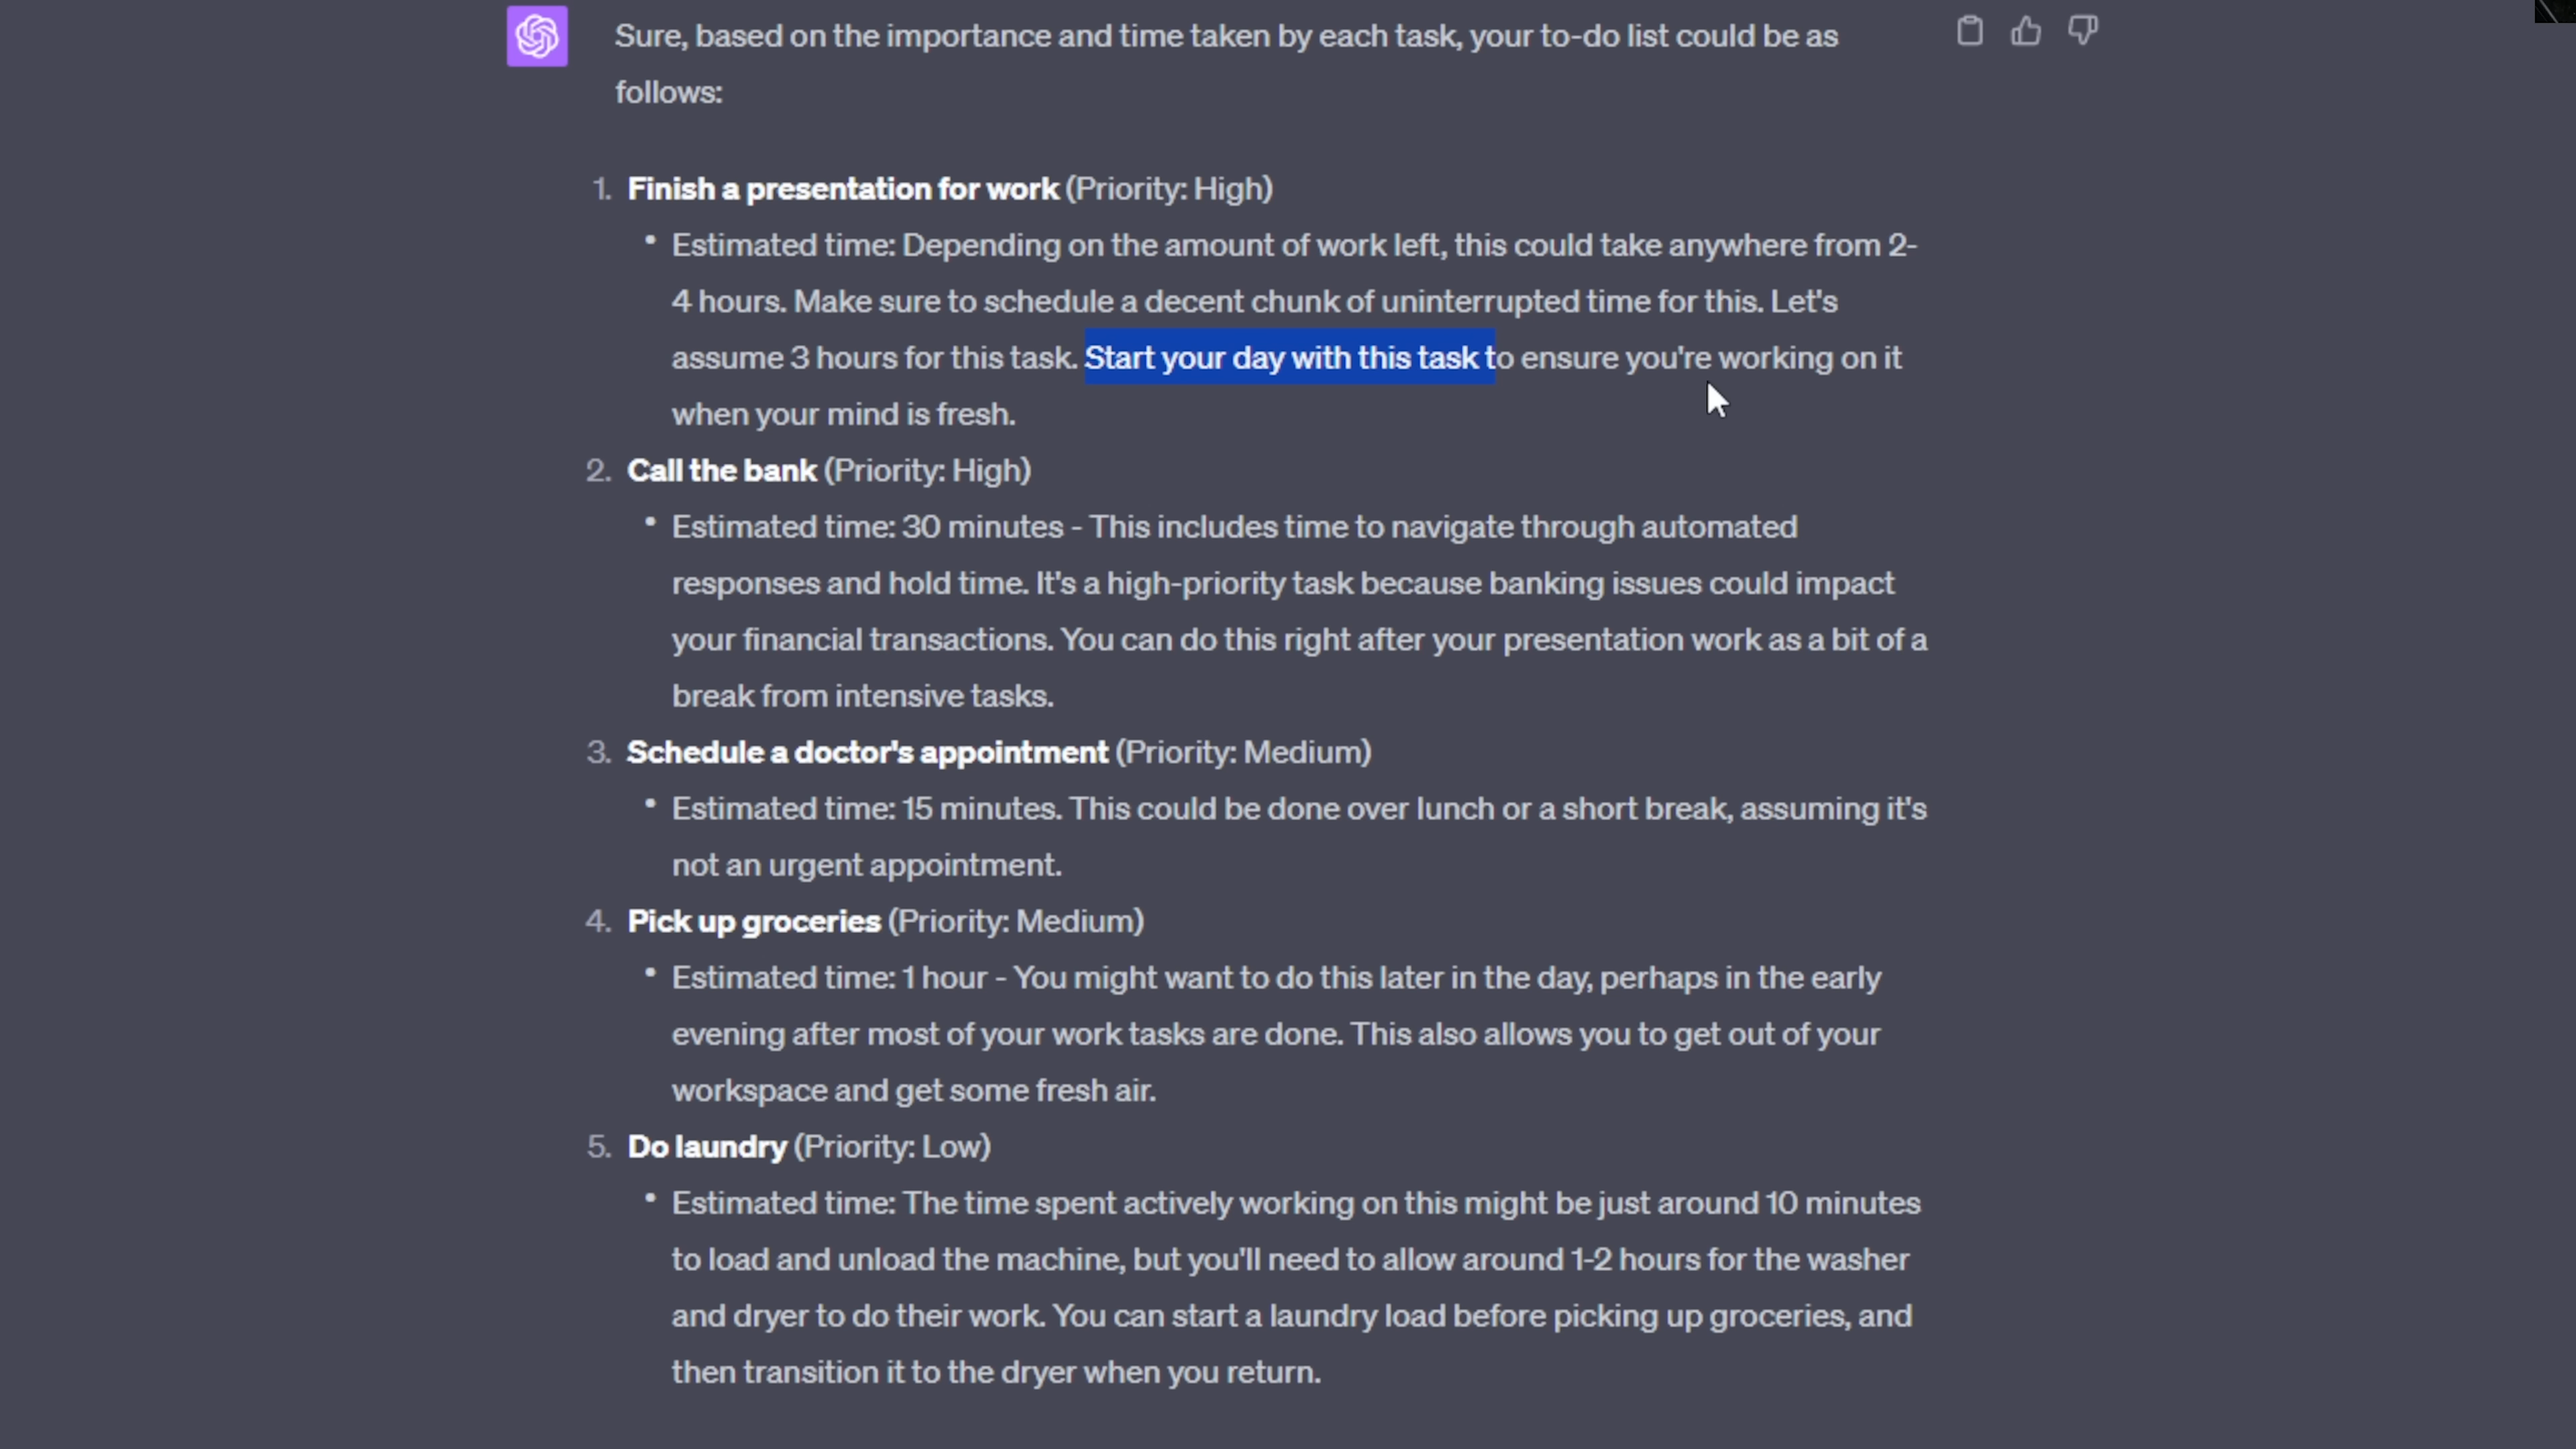 Sure, based on the importance and time taken by each task, your to-do list could be as
follows:
1. Finish a presentation for work (Priority: High)
• Estimated time: Depending on the amount of work left, this could take anywhere from 2-
4 hours. Make sure to schedule a decent chunk of uninterrupted time for this. Let's
assume 3 hours for this task. Start your day with this task to ensure you're working on it
when your mind is fresh.
2. Call the bank (Priority: High)
• Estimated time: 30 minutes - This includes time to navigate through automated
responses and hold time. It's a high-priority task because banking issues could impact
your financial transactions. You can do this right after your presentation work as a bit of a
break from intensive tasks.
3. Schedule a doctor's appointment (Priority: Medium)
• Estimated time: 15 minutes. This could be done over lunch or a short break, assuming it's
not an urgent appointment.
4. Pick up groceries (Priority: Medium)
• Estimated time: 1 hour - You might want to do this later in the day, perhaps in the early
evening after most of your work tasks are done. This also allows you to get out of your
workspace and get some fresh air.
5. Do laundry (Priority: Low)
• Estimated time: The time spent actively working on this might be just around 10 minutes
to load and unload the machine, but you'll need to allow around 1-2 hours for the washer
and dryer to do their work. You can start a laundry load before picking up groceries, and
then transition it to the dryer when you return.